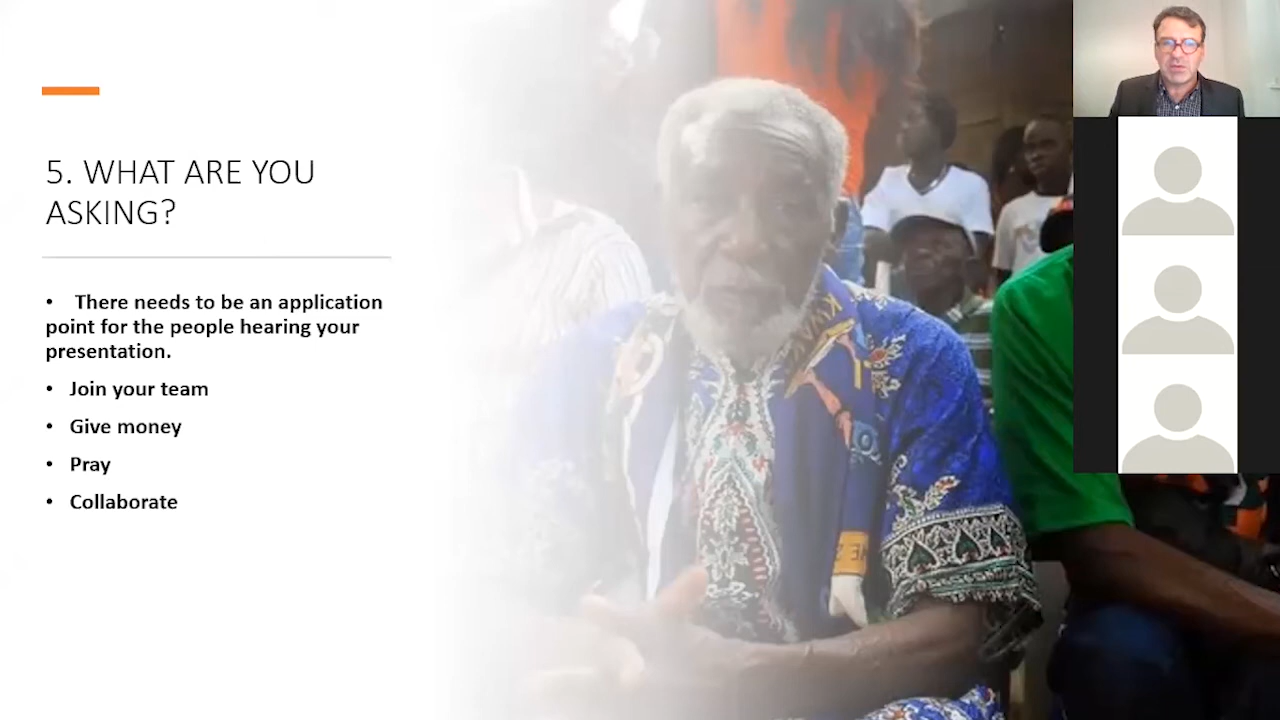 5. WHAT ARE YOU
ASKING?
• There needs to be an application
point for the people hearing your
presentation.
• Join your team
• Give money
• Pray
• Collaborate